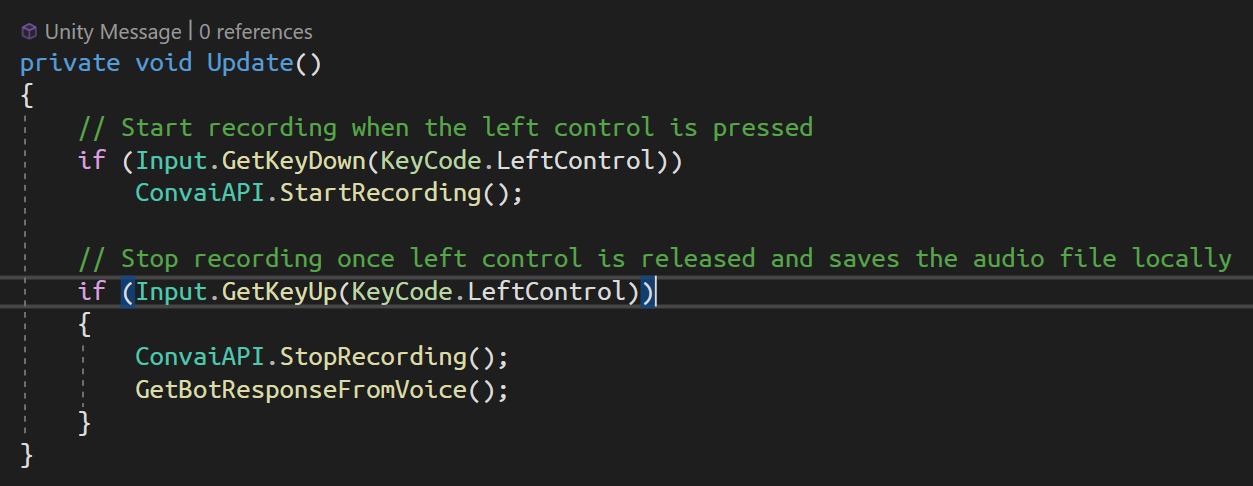 Unity Message | 0 references
private void Update()
{
// Start recording when the left control is pressed
if (Input.GetKeyDown(KeyCode.LeftControl))
ConvaiAPI.StartRecording();
// Stop recording once left control is released and saves the audio file locally
if (Input.GetKeyUp(KeyCode.LeftControl))
{
ConvaiAPI.StopRecording();
GetBotResponseFromVoice();
}
}